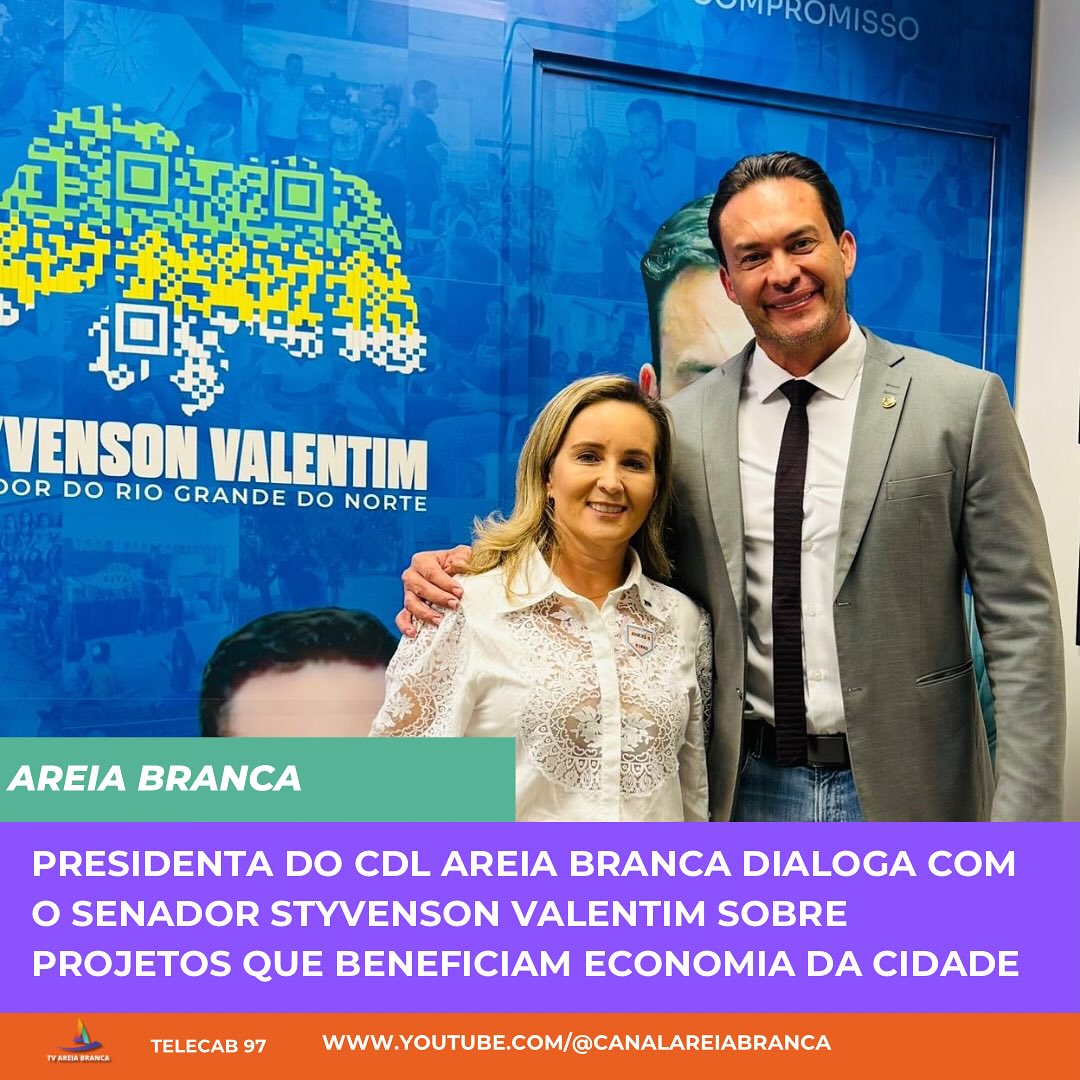 COMPROMISSO
YVENSON VALENTIM
DOR DO RIO GRANDE DO NORTE
AREIA BRANCA
PRESIDENTA DO CDL AREIA BRANCA DIALOGA COM
O SENADOR STYVENSON VALENTIM SOBRE
PROJETOS QUE BENEFICIAM ECONOMIA DA CIDADE
TV AREIA BRANCA
TELECAB 97
WWW.YOUTUBE.COM/@CANALAREIABRANCA